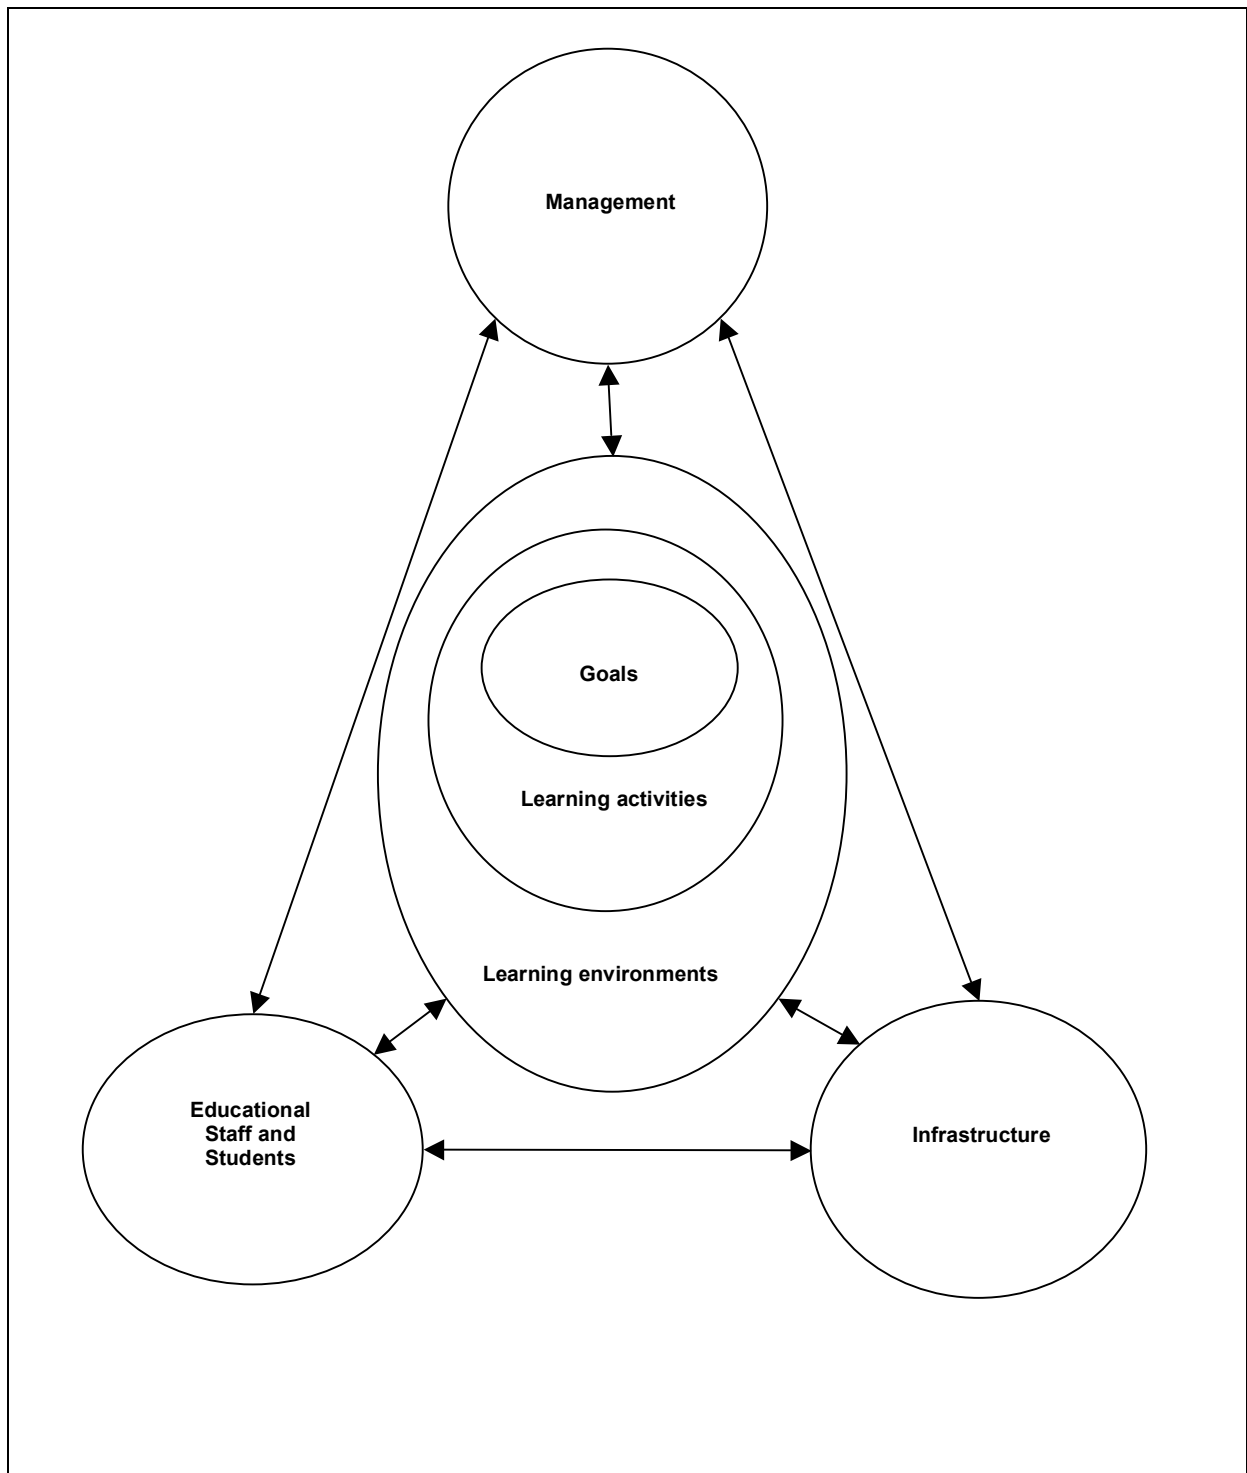 Management
Goals
Learning activities
Learning environments
Educational
Staff and
Students
Infrastructure